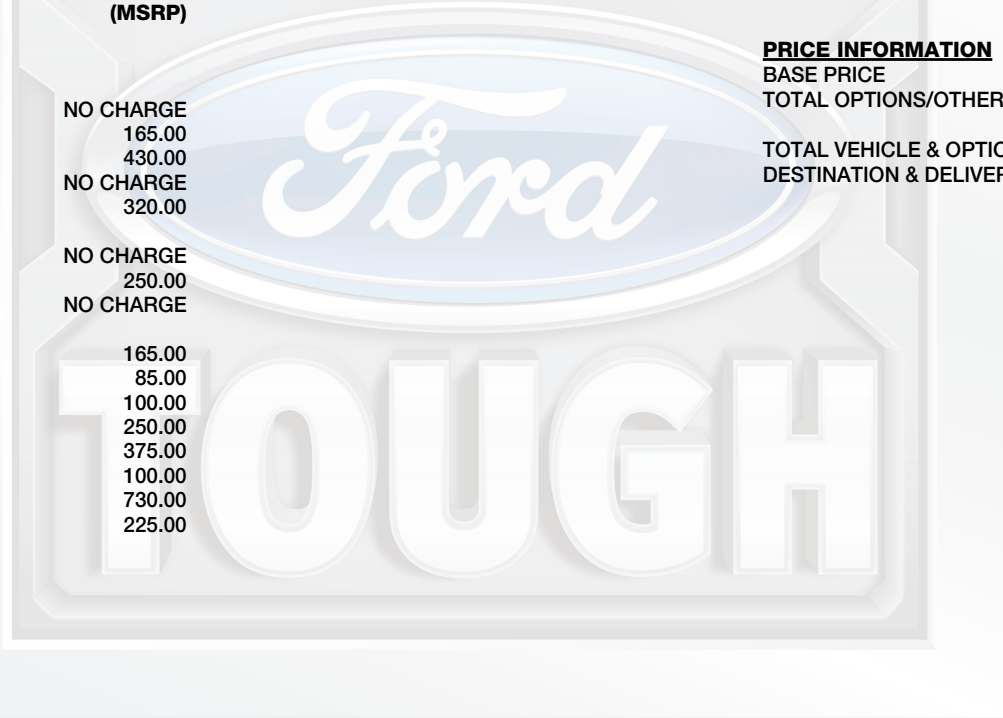 (MSRP)
NO CHARGE
165.00
430.00
NO CHARGE
320.00
NO CHARGE
250.00
NO CHARGE
165.00
85.00
100.00
250.00
375.00
100.00
730.00
225.00
PRICE INFORMATION
BASE PRICE
TOTAL OPTIONS/OTHER
TOTAL VEHICLE & OPTIO
DESTINATION & DELIVER
Ford
TOUGH